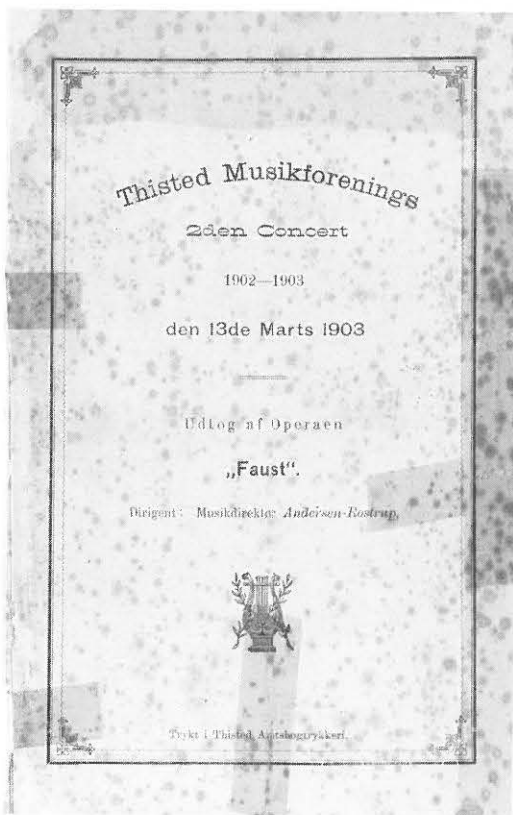 Thisted Musikforenings
2den Concert
1902—1903
den 13de Marts 1903
Udtog af Operaen
„Faust“.
Dirigent: Musikdirektør Andersen-Rostrup.
Trykt i Thisted Amtsbogtrykkeri.